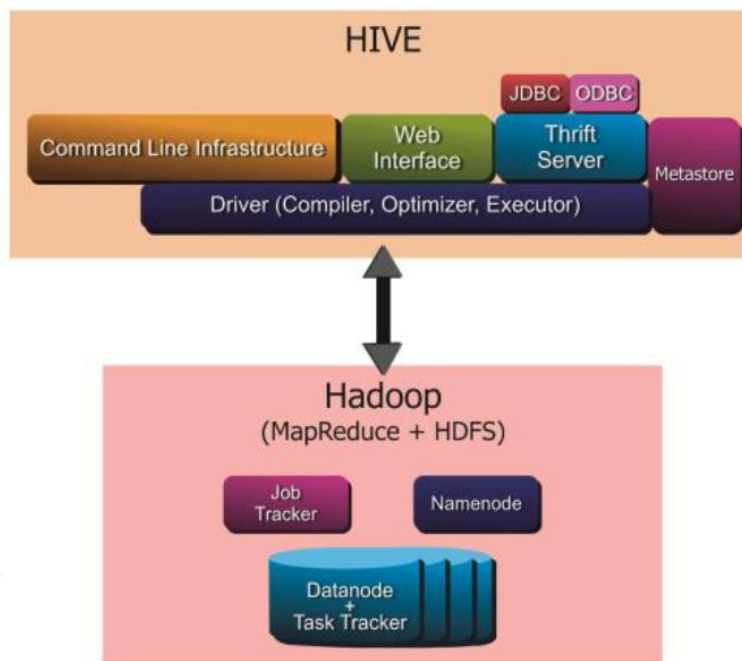 HIVE
JDBC ODBC
Command Line Infrastructure
Web
Interface
Thrift
Server
Metastore
Driver (Compiler, Optimizer, Executor)
Hadoop
(MapReduce + HDFS)
Job
Tracker
Namenode
Datanode
+
Task Tracker